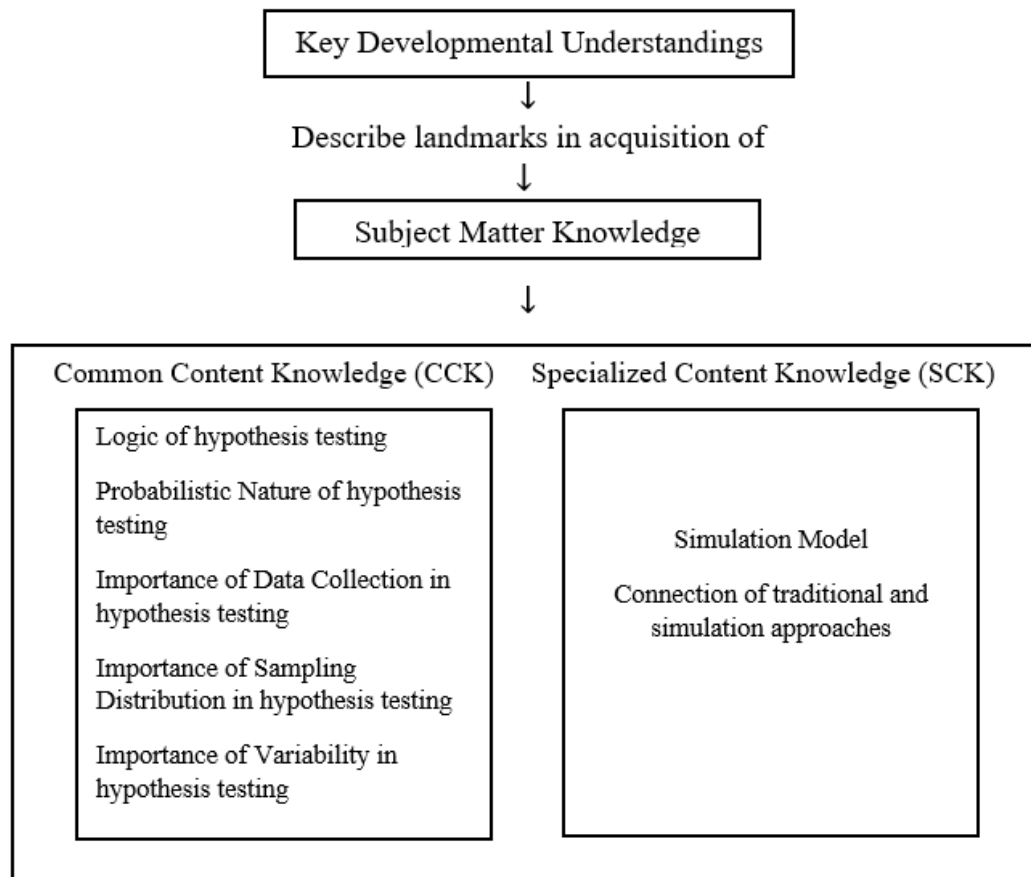 Key Developmental Understandings
↓
Describe landmarks in acquisition of
↓
Subject Matter Knowledge
↓
Common Content Knowledge (CCK)
Logic of hypothesis testing
Probabilistic Nature of hypothesis
testing
Importance of Data Collection in
hypothesis testing
Importance of Sampling
Distribution in hypothesis testing
Importance of Variability in
hypothesis testing
Specialized Content Knowledge (SCK)
Simulation Model
Connection of traditional and
simulation approaches